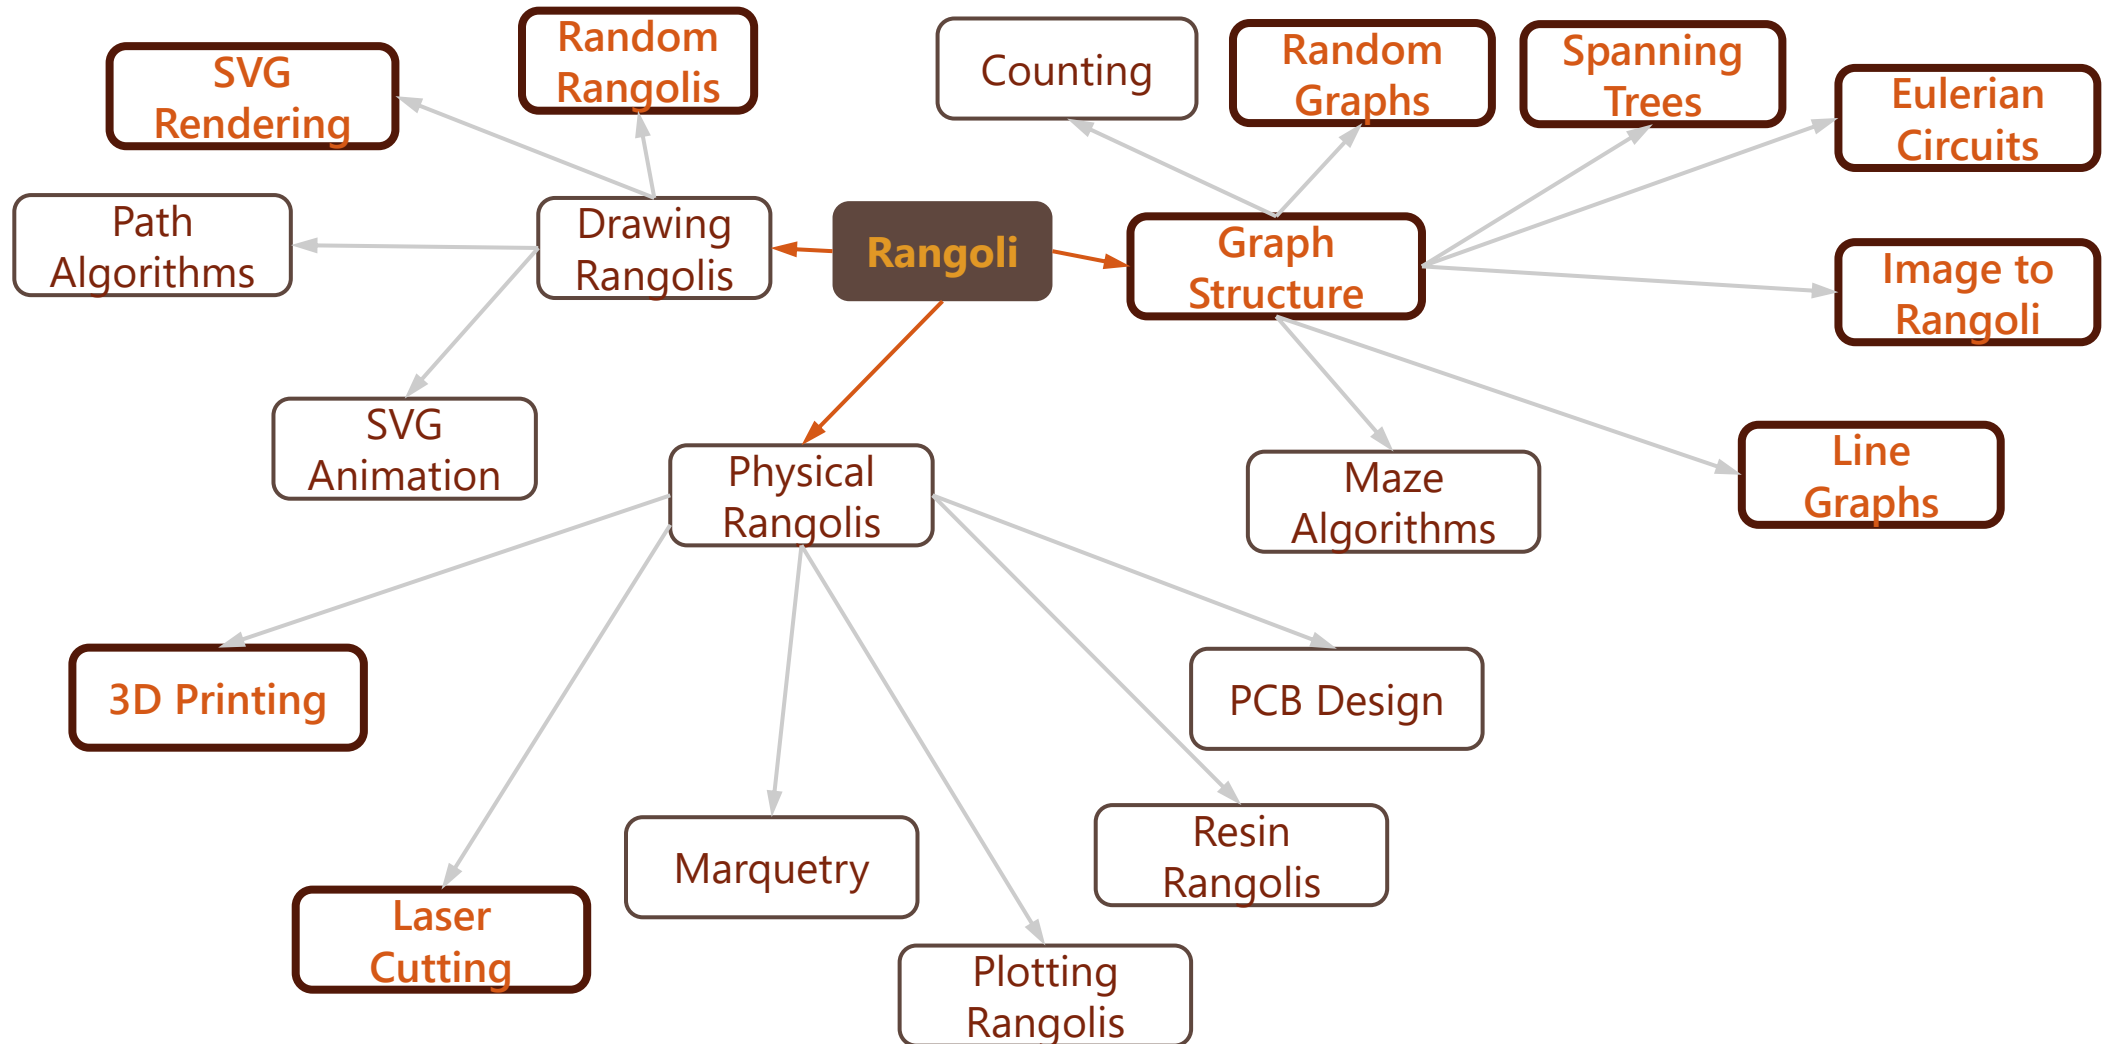 Random
Rangolis
SVG
Rendering
Counting
Random
Graphs
Spanning
Trees
Eulerian
Circuits
Path
Algorithms
Drawing
Rangolis
Rangoli
Graph
Structure
Image to
Rangoli
SVG
Animation
Physical
Rangolis
Maze
Algorithms
Line
Graphs
3D Printing
PCB Design
Marquetry
Resin
Rangolis
Laser
Cutting
Plotting
Rangolis